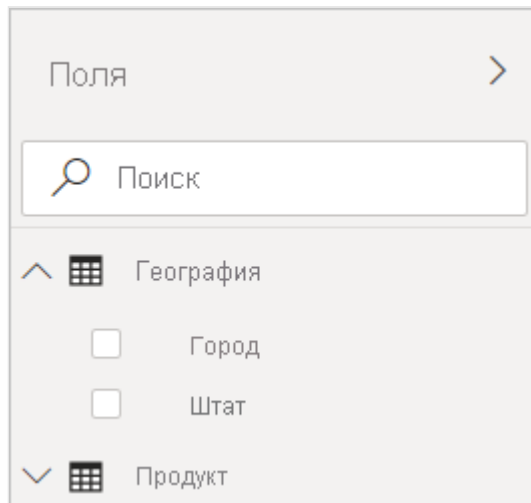 Поля
Поиск
География
Город
Штат
Продукт